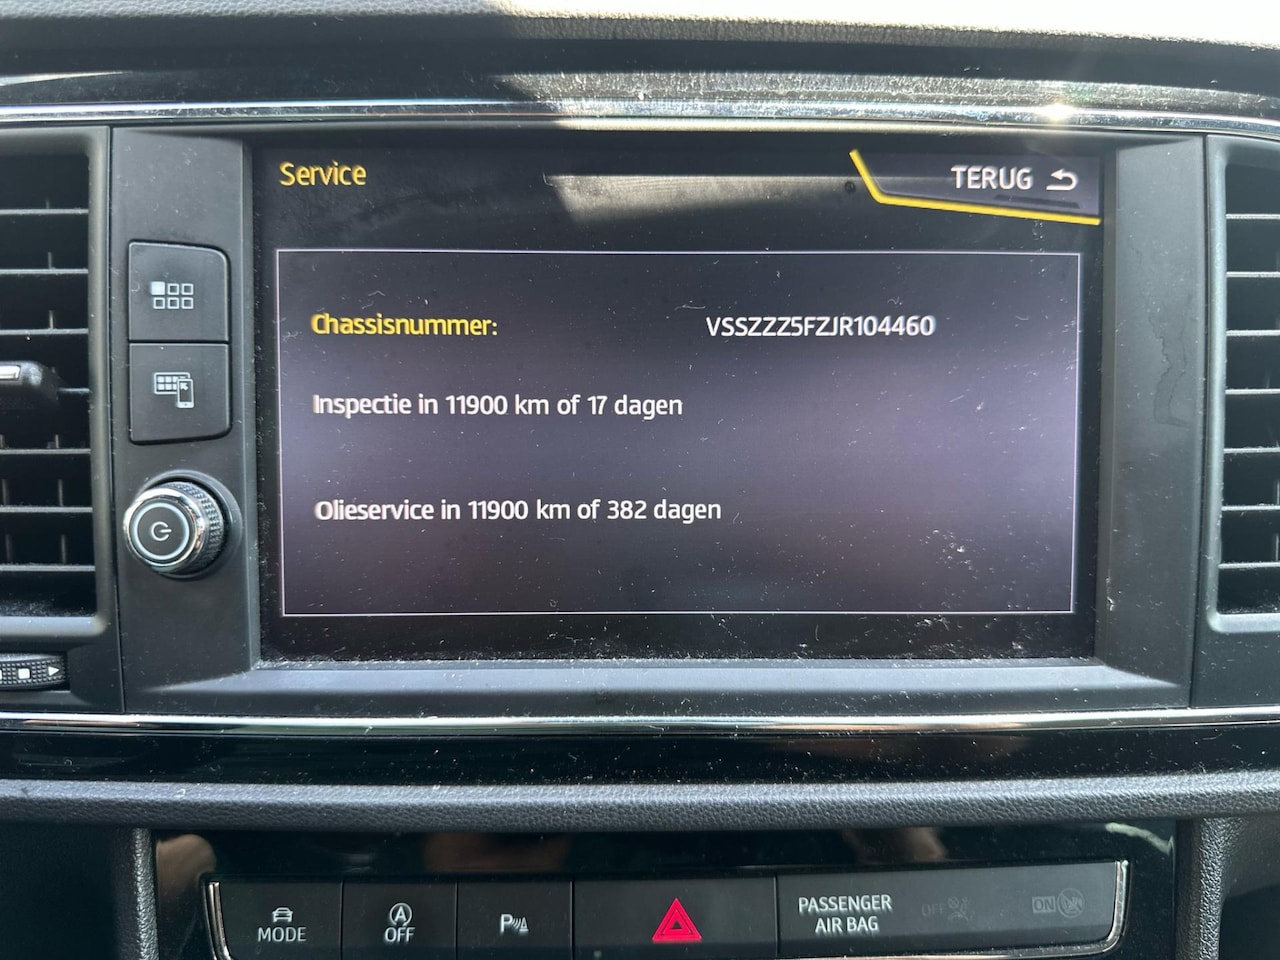 Service
TERUG
Chassisnummer: VSSZZZ5FZJR104460
Inspectie in 11900 km of 17 dagen
Olieservice in 11900 km of 382 dagen
MODE
A
OFF
P
PASSENGER
AIR BAG
OFF
ON